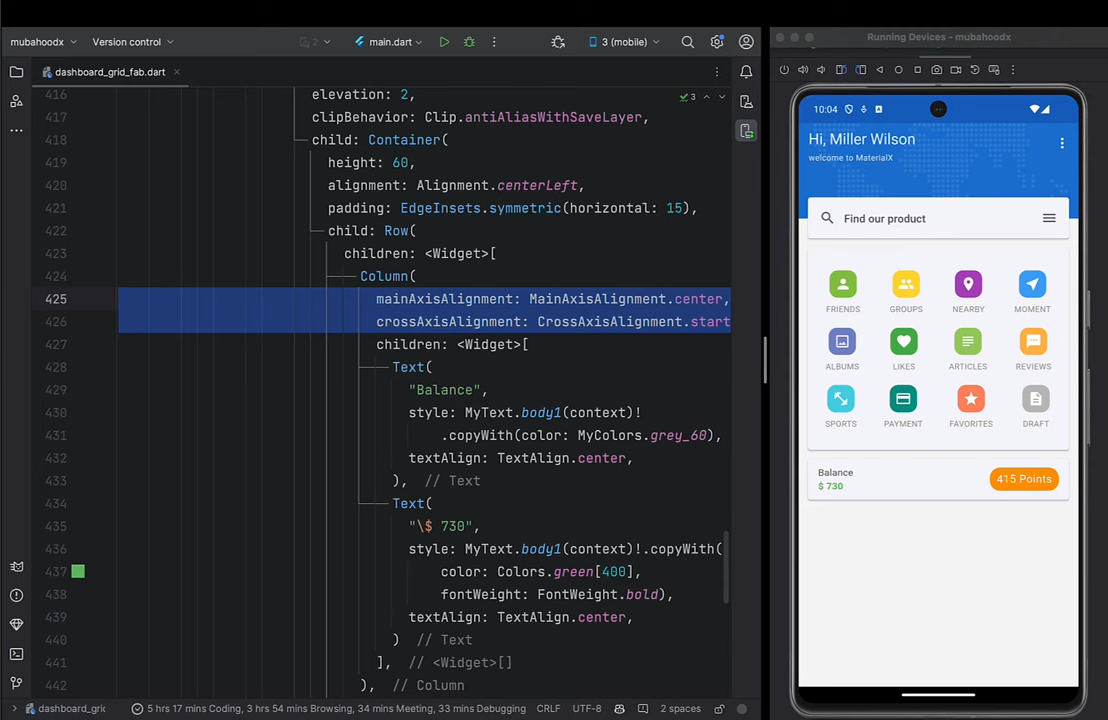 mubahoodx
Version control
2
main.dart
3 (mobile)
Running Devices - mubahoodx
dashboard_grid_fab.dart
3
416 elevation: 2,
417 clipBehavior: Clip.antiAliasWithSaveLayer,
418 child: Container(
419 height: 60,
420 alignment: Alignment.centerLeft,
421 padding: EdgeInsets.symmetric(horizontal: 15),
422 child: Row(
423 children: <Widget>[
424 Column(
425 mainAxisAlignment: MainAxisAlignment.center,
426 crossAxisAlignment: CrossAxisAlignment.start
427 children: <Widget>[
428 Text(
429 "Balance",
430 style: MyText.body1(context)!
431 .copyWith(color: MyColors.grey_60),
432 textAlign: TextAlign.center,
433 ), // Text
434 Text(
435 "\$ 730",
436 style: MyText.body1(context)!.copyWith(
437 color: Colors.green[400],
438 fontWeight: FontWeight.bold),
439 textAlign: TextAlign.center,
440 ) // Text
441 ], // <Widget>[]
442 ), // Column
dashboard_gric
5 hrs 17 mins Coding, 3 hrs 54 mins Browsing, 34 mins Meeting, 33 mins Debugging
CRLF
UTF-8
2 spaces
10:04
A
Hi, Miller Wilson
welcome to MaterialX
Find our product
FRIENDS GROUPS NEARBY MOMENT
ALBUMS LIKES ARTICLES REVIEWS
SPORTS PAYMENT FAVORITES DRAFT
Balance
$ 730
415 Points